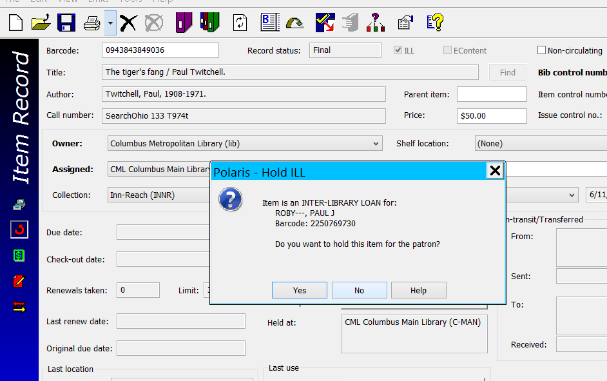 Item Record
Barcode: 0943843849036 Record status: Final ILL EContent Non-circulating
Title: The tiger's fang / Paul Twitchell. Find Bib control numb
Author: Twitchell, Paul, 1908-1971. Parent item: Item control numbe
Call number: SearchOhio 133 T974t Price: $50.00 Issue control no.:
Owner: Columbus Metropolitan Library (lib) Shelf location: (None)
Assigned: CML Columbus Main Library
Polaris - Hold ILL
Collection: Inn-Reach (INNR) 6/11,
Item is an INTER-LIBRARY LOAN for:
ROBY---, PAUL J
Barcode: 2250769730
Do you want to hold this item for the patron?
Yes No Help
n-transit/Transferred
Due date: From:
Check-out date: Sent:
Renewals taken: 0 Limit:
To:
Last renew date: Held at: CML Columbus Main Library (C-MAN)
Original due date: Received:
Last location Last use